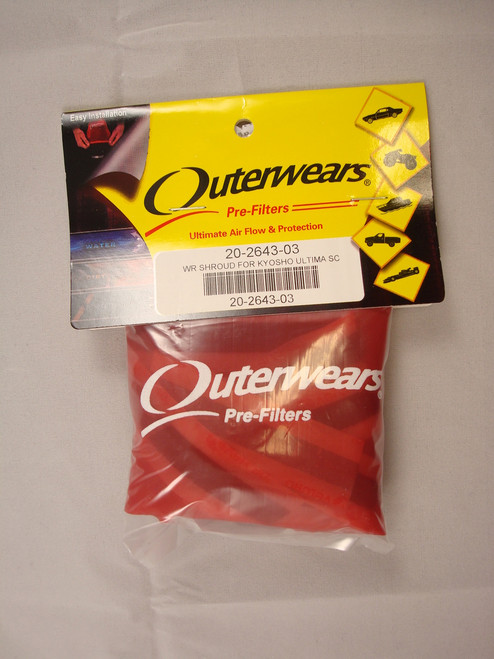 Easy Installation
Outerwears®
Pre-Filters
Ultimate Air Flow & Protection
WATER
20-2643-03
WR SHROUD FOR KYOSHO ULTIMA SC
20-2643-03
Outerwears®
Pre-Filters